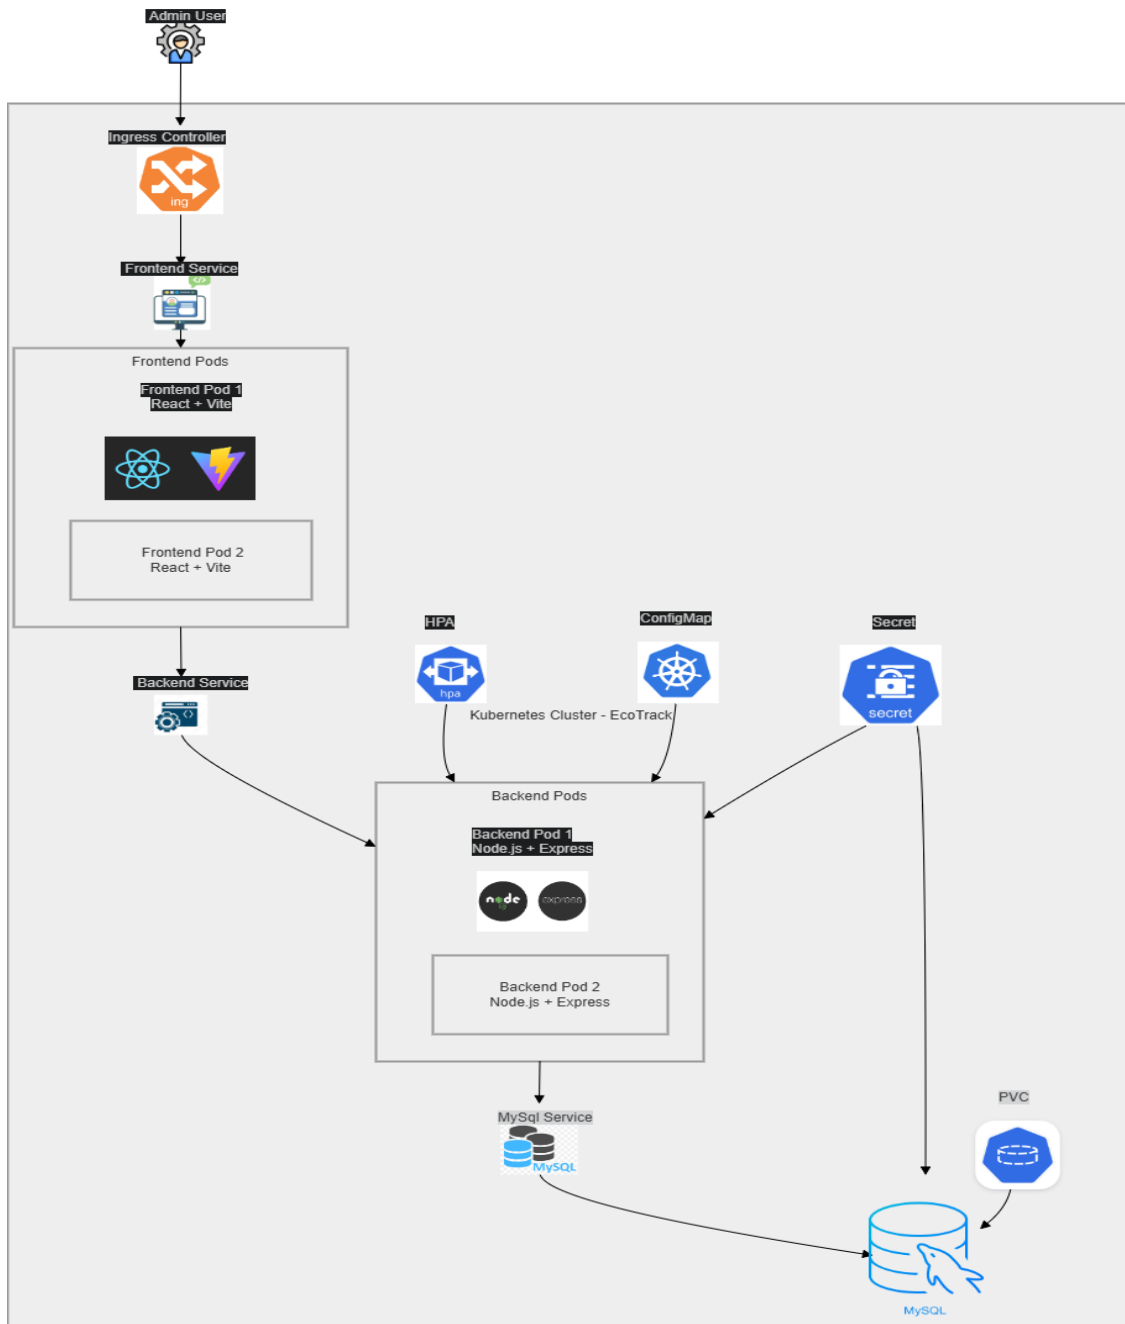 Admin User
Ingress Controller
ing
Frontend Service
</>
Frontend Pods
Frontend Pod 1
React + Vite
Frontend Pod 2
React + Vite
HPA
hpa
ConfigMap
Secret
secret
Backend Service
Kubernetes Cluster - EcoTrack
Backend Pods
Backend Pod 1
Node.js + Express
node
express
Backend Pod 2
Node.js + Express
MySql Service
MySQL
PVC
MySQL